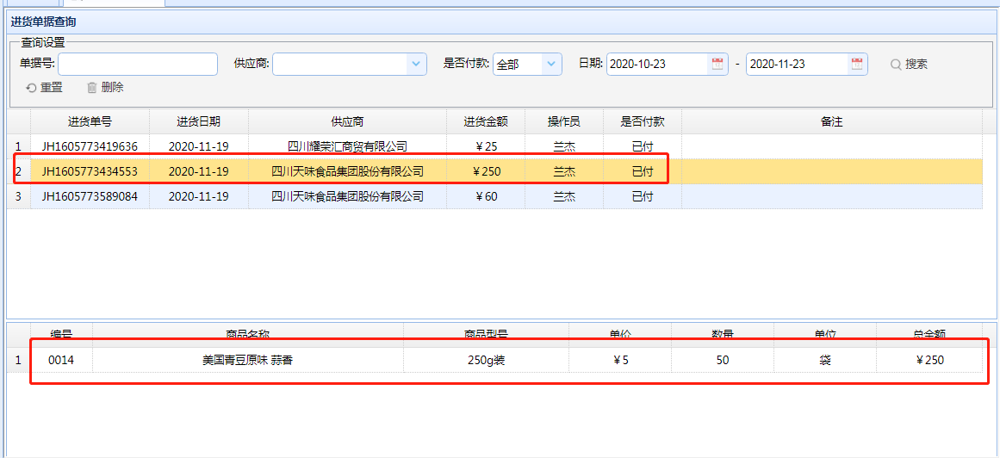 进货单据查询
查询设置
单据号: 供应商: 是否付款: 全部 日期: 2020-10-23 - 2020-11-23 搜索
重置 删除
进货单号 进货日期 供应商 进货金额 操作员 是否付款 备注
1 JH1605773419636 2020-11-19 四川耀荣汇商贸有限公司 ¥25 兰杰 已付
2 JH1605773434553 2020-11-19 四川天味食品集团股份有限公司 ¥250 兰杰 已付
3 JH1605773589084 2020-11-19 四川天味食品集团股份有限公司 ¥60 兰杰 已付
编号 商品名称 商品型号 单价 数量 单位 总金额
1 0014 美国青豆原味 蒜香 250g装 ¥5 50 袋 ¥250